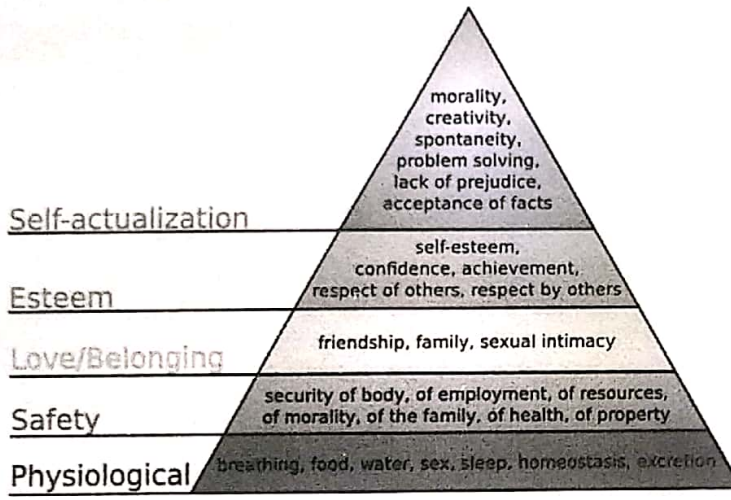 morality,
creativity,
spontaneity,
problem solving,
lack of prejudice,
acceptance of facts
Self-actualization
self-esteem,
confidence, achievement,
respect of others, respect by others
Esteem
friendship, family, sexual intimacy
Love/Belonging
security of body, of employment, of resources,
of morality, of the family, of health, of property
Safety
breathing, food, water, sex, sleep, homeostasis, excretion
Physiological